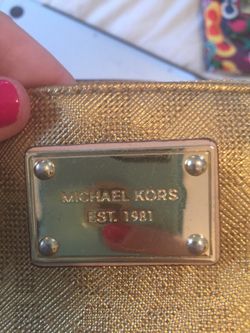 MICHAEL KORS
EST. 1981